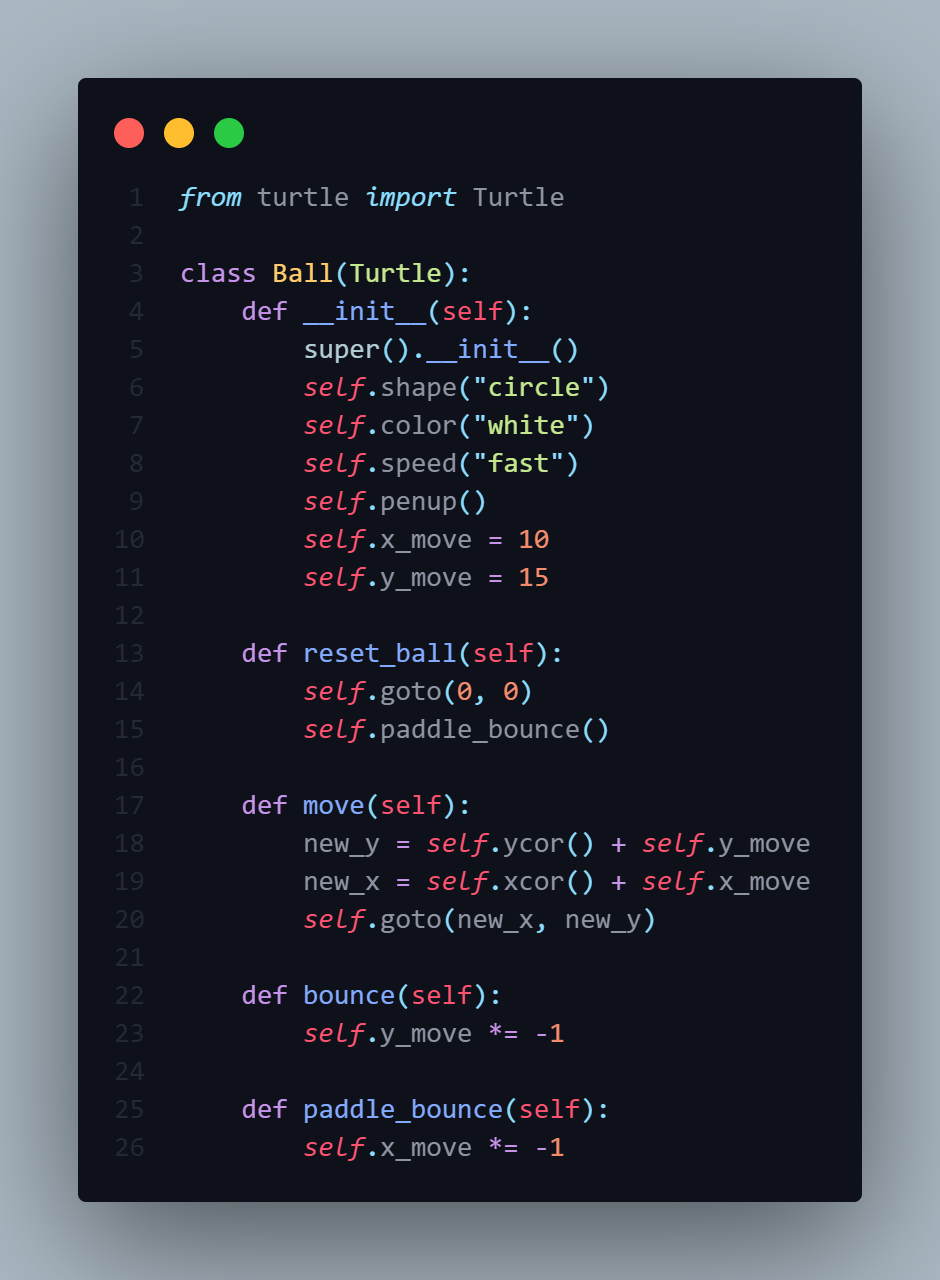 1 from turtle import Turtle
2
3 class Ball(Turtle):
4     def __init__(self):
5         super().__init__()
6         self.shape("circle")
7         self.color("white")
8         self.speed("fast")
9         self.penup()
10         self.x_move = 10
11         self.y_move = 15
12
13     def reset_ball(self):
14         self.goto(0, 0)
15         self.paddle_bounce()
16
17     def move(self):
18         new_y = self.ycor() + self.y_move
19         new_x = self.xcor() + self.x_move
20         self.goto(new_x, new_y)
21
22     def bounce(self):
23         self.y_move *= -1
24
25     def paddle_bounce(self):
26         self.x_move *= -1